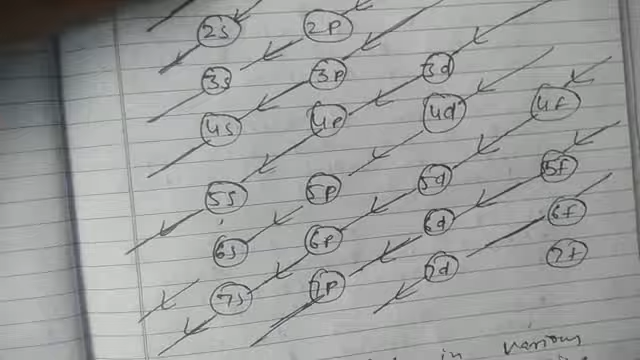 2s 2p
3s 3p 3d
4s 4p 4d 4f
5s 5p 5d 5f
6s 6p 6d 6f
7s 7p 7d 7f
in various